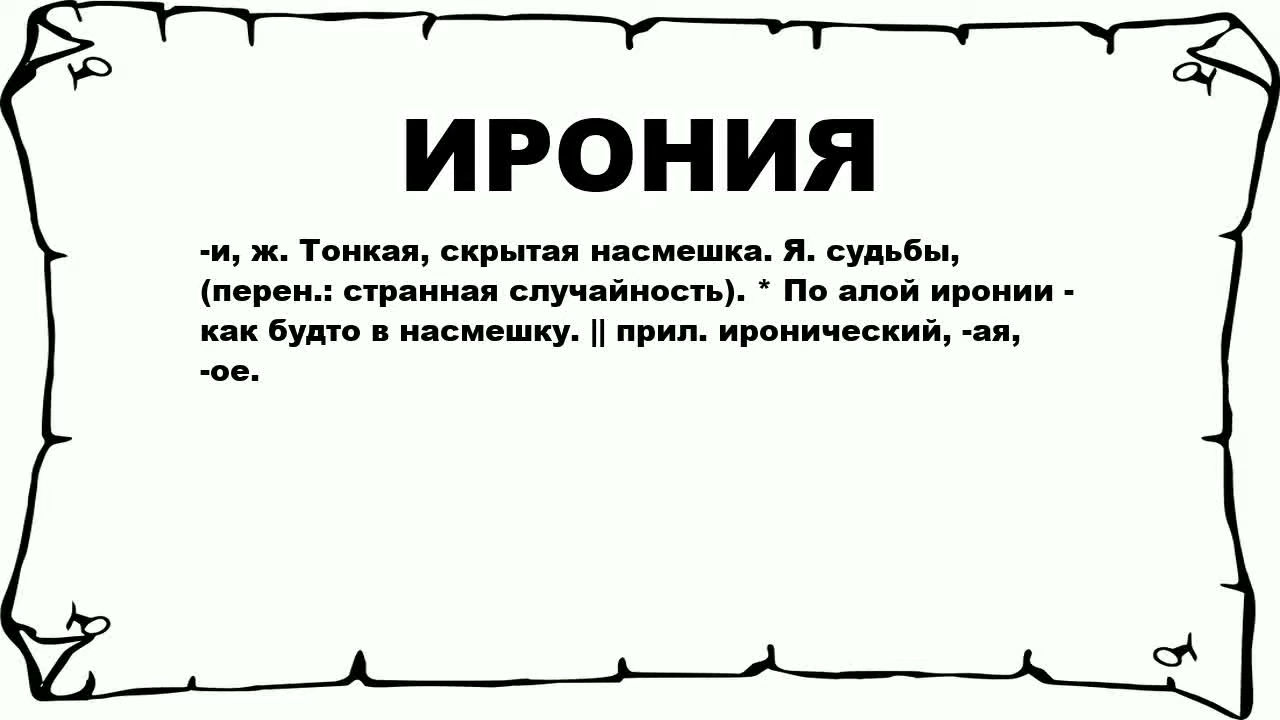 ИРОНИЯ
-и, ж. Тонкая, скрытая насмешка. Я. судьбы,
(перен.: странная случайность). * По алой иронии -
как будто в насмешку. || прил. иронический, -ая,
-ое.